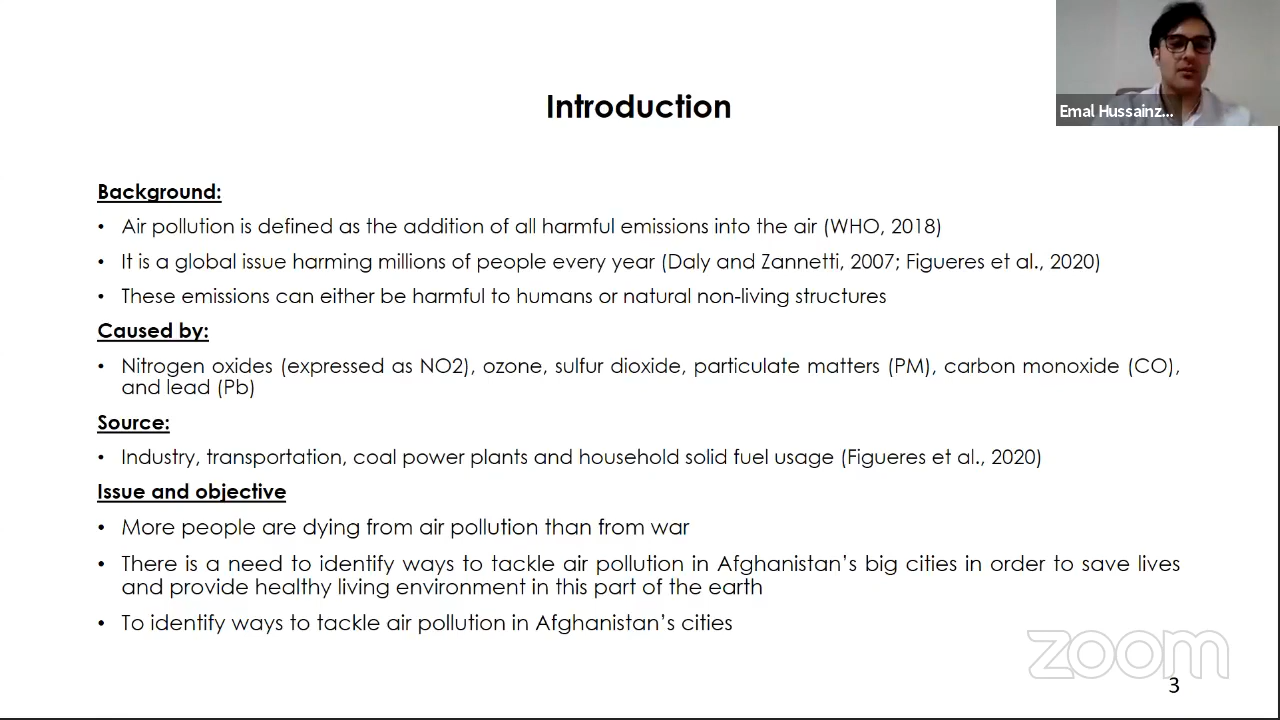 Introduction
Emal Hussainz...
Background:
• Air pollution is defined as the addition of all harmful emissions into the air (WHO, 2018)
• It is a global issue harming millions of people every year (Daly and Zannetti, 2007; Figueres et al., 2020)
• These emissions can either be harmful to humans or natural non-living structures
Caused by:
• Nitrogen oxides (expressed as NO2), ozone, sulfur dioxide, particulate matters (PM), carbon monoxide (CO),
and lead (Pb)
Source:
• Industry, transportation, coal power plants and household solid fuel usage (Figueres et al., 2020)
Issue and objective
• More people are dying from air pollution than from war
• There is a need to identify ways to tackle air pollution in Afghanistan's big cities in order to save lives
and provide healthy living environment in this part of the earth
• To identify ways to tackle air pollution in Afghanistan's cities
zoom
3